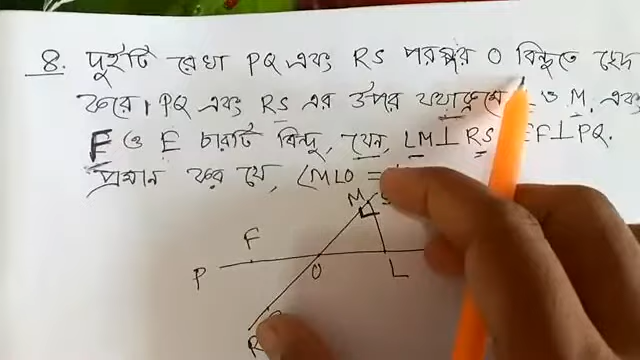 8. দুইটি রেখা PQ এবং RS পরস্পর O বিন্দুতে ছেদ
করে। PQ এবং RS এর উপর যথাক্রমে L ও M, এবং
F ও E চারটি বিন্দু, যেন, LM⊥RS EF⊥PQ.
প্রমান কর যে, ∠MLO =
M S
F
P O L
R